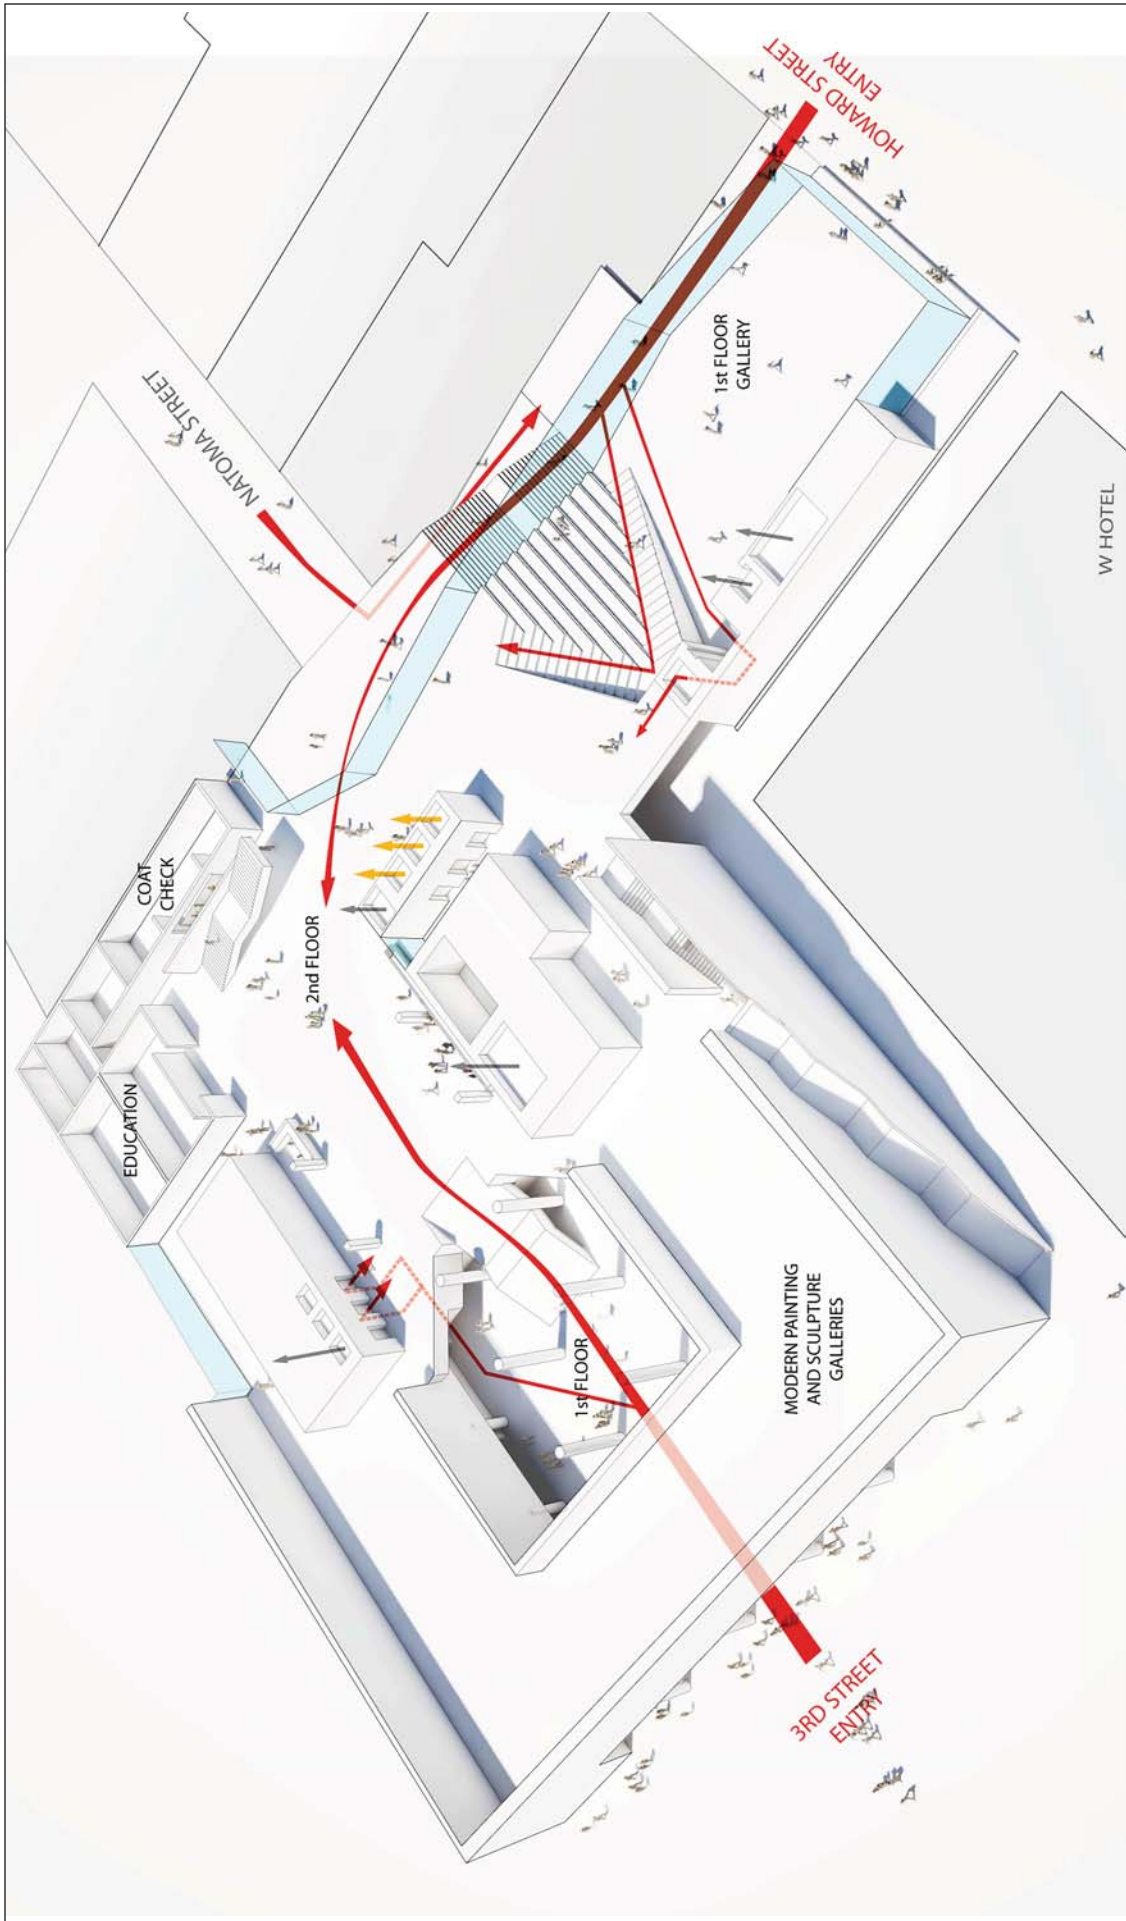 HOWARD STREET
ENTRY
NATOMA STREET
1st FLOOR
GALLERY
W HOTEL
COAT
CHECK
2nd FLOOR
EDUCATION
1st FLOOR
MODERN PAINTING
AND SCULPTURE
GALLERIES
3RD STREET
ENTRY